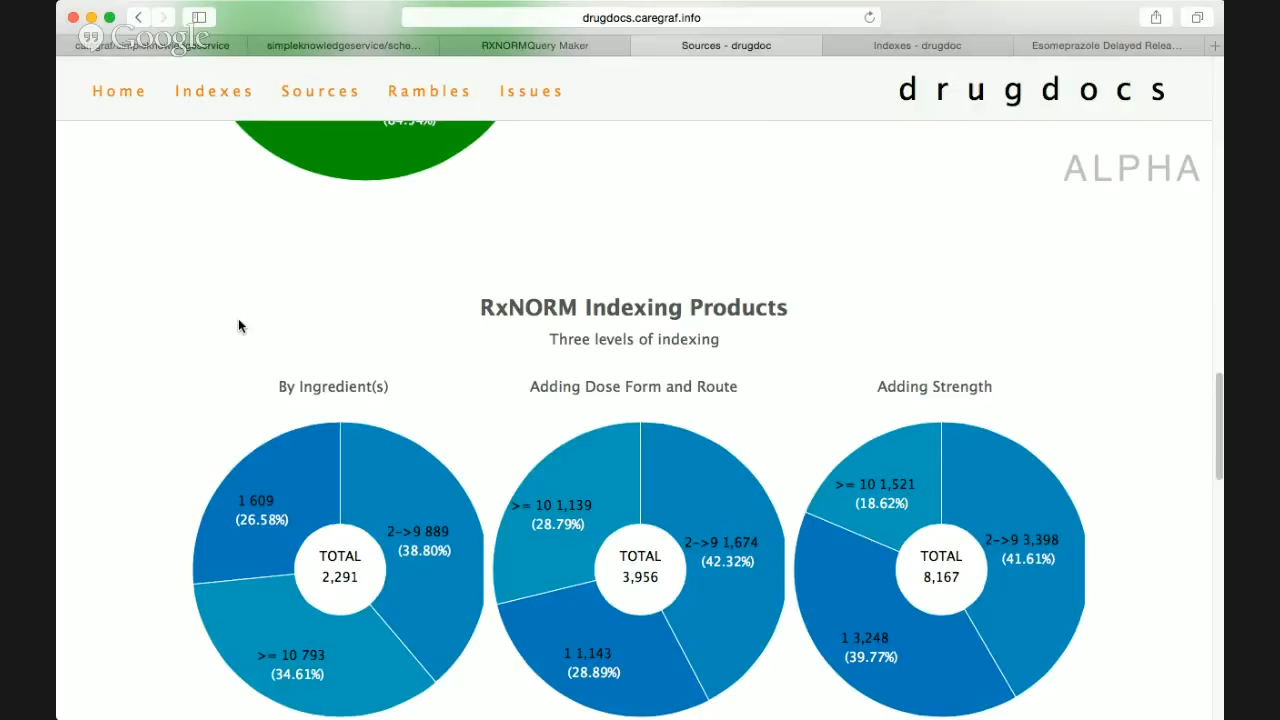 drugdocs.caregraf.info
Google
simpleknowledgeservice/sche...
RXNORMQuery Maker
Sources - drugdoc
Indexes - drugdoc
Esomeprazole Delayed Relea...
Home Indexes Sources Rambles Issues
drugdocs
ALPHA
RxNORM Indexing Products
Three levels of indexing
By Ingredient(s)
Adding Dose Form and Route
Adding Strength
1 609
(26.58%)
2->9 889
(38.80%)
TOTAL
2,291
>= 10 793
(34.61%)
>= 10 1,139
(28.79%)
2->9 1,674
(42.32%)
TOTAL
3,956
1 1,143
(28.89%)
>= 10 1,521
(18.62%)
2->9 3,398
(41.61%)
TOTAL
8,167
1 3,248
(39.77%)